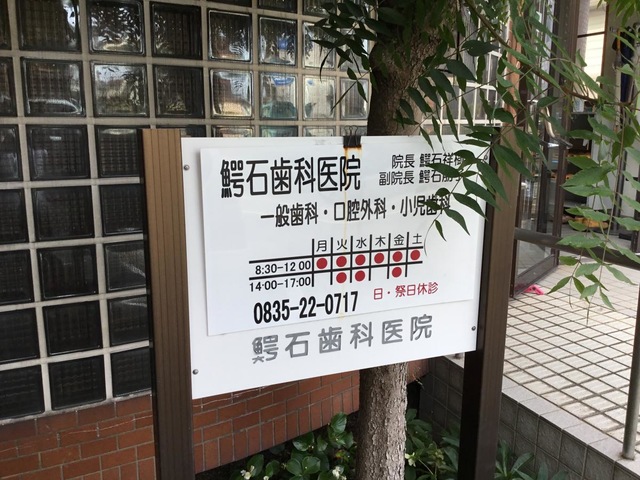 鰐石歯科医院
院長 鰐石祥
副院長 鰐石
一般歯科・口腔外科・小児歯科
月 火 水 木 金 土
8:30-12:00 ● ● ● ● ● ●
14:00-17:00 ● ● ●
0835-22-0717 日・祭日休診
鰐石歯科医院